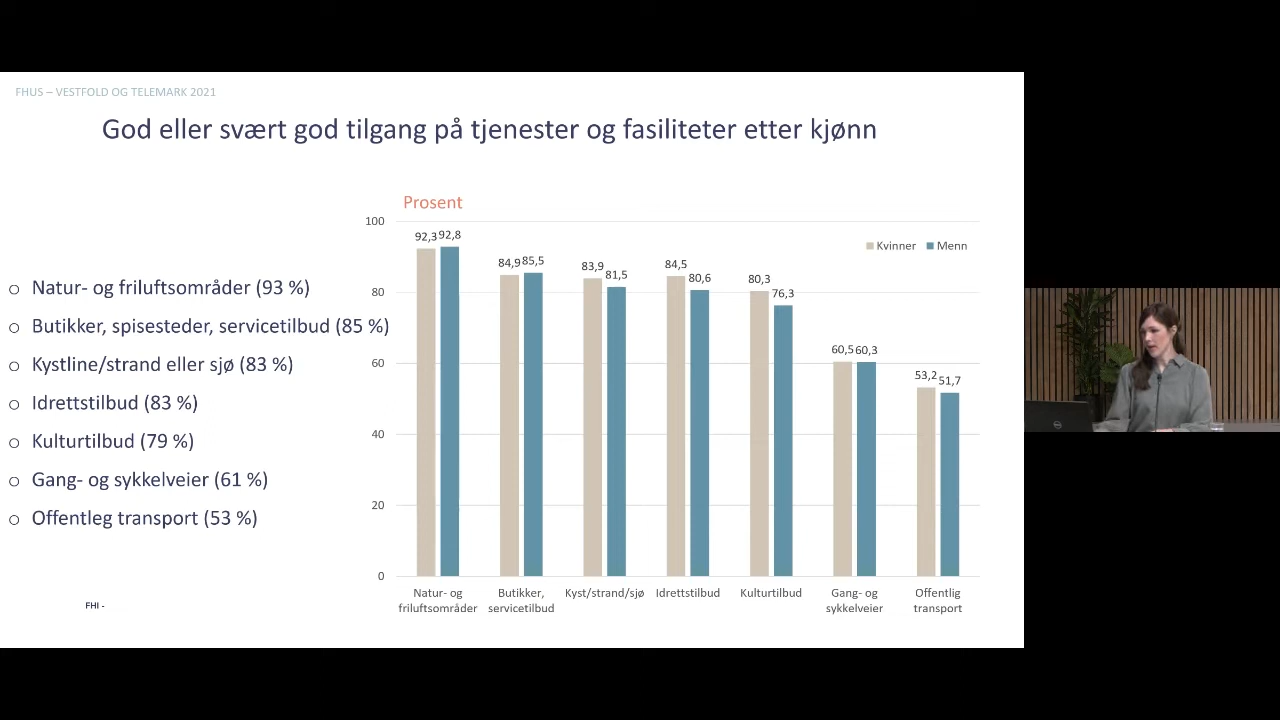 FHUS – VESTFOLD OG TELEMARK 2021
God eller svært god tilgang på tjenester og fasiliteter etter kjønn
o Natur- og friluftsområder (93 %)
o Butikker, spisesteder, servicetilbud (85 %)
o Kystline/strand eller sjø (83 %)
o Idrettstilbud (83 %)
o Kulturtilbud (79 %)
o Gang- og sykkelveier (61 %)
o Offentleg transport (53 %)
FHI -
Prosent
Kvinner Menn
100
80
60
40
20
0
92,3 92,8
84,9 85,5
83,9 81,5
84,5 80,6
80,3 76,3
60,5 60,3
53,2 51,7
Natur- og
friluftsområder
Butikker,
servicetilbud
Kyst/strand/sjø
Idrettstilbud
Kulturtilbud
Gang- og
sykkelveier
Offentlig
transport